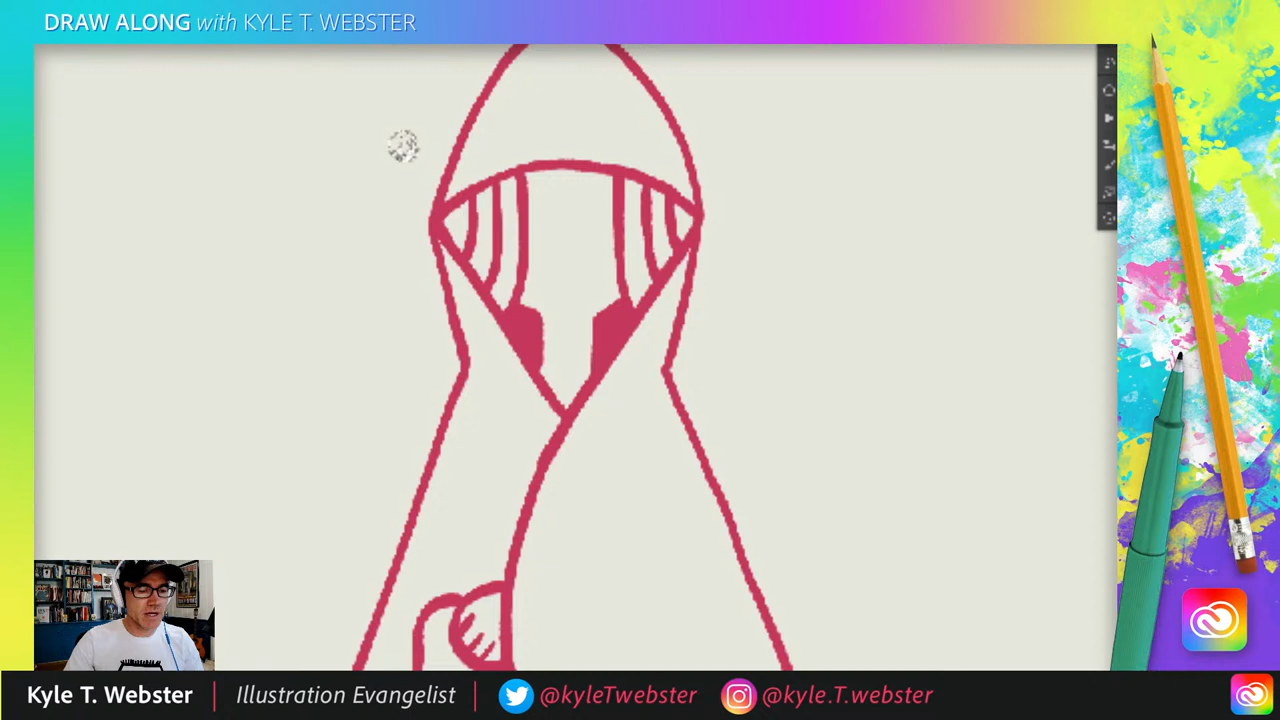 DRAW ALONG with KYLE T. WEBSTER
Kyle T. Webster | Illustration Evangelist | @kyleTwebster @kyle.T.webster